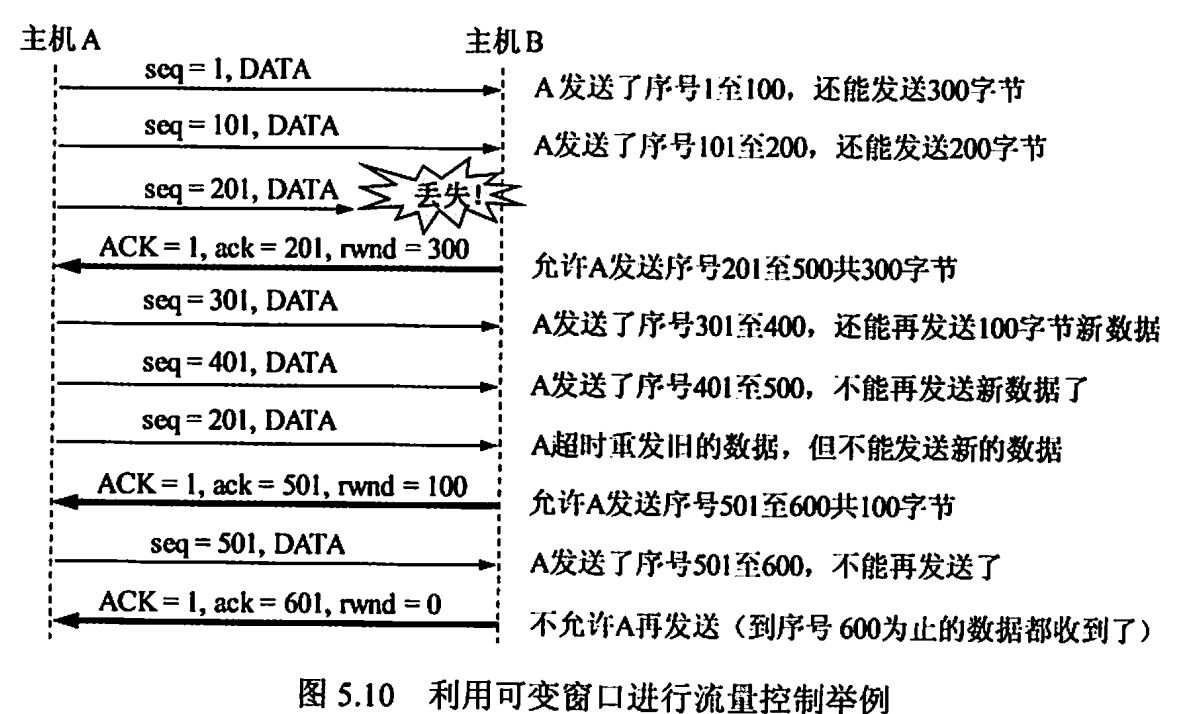 主机A 主机B
seq = 1, DATA
A发送了序号1至100，还能发送300字节
seq = 101, DATA
A发送了序号101至200，还能发送200字节
seq = 201, DATA 丢失！
ACK = 1, ack = 201, rwnd = 300
允许A发送序号201至500共300字节
seq = 301, DATA
A发送了序号301至400，还能再发送100字节新数据
seq = 401, DATA
A发送了序号401至500，不能再发送新数据了
seq = 201, DATA
A超时重发旧的数据，但不能发送新的数据
ACK = 1, ack = 501, rwnd = 100
允许A发送序号501至600共100字节
seq = 501, DATA
A发送了序号501至600，不能再发送了
ACK = 1, ack = 601, rwnd = 0
不允许A再发送（到序号600为止的数据都收到了）
图 5.10 利用可变窗口进行流量控制举例